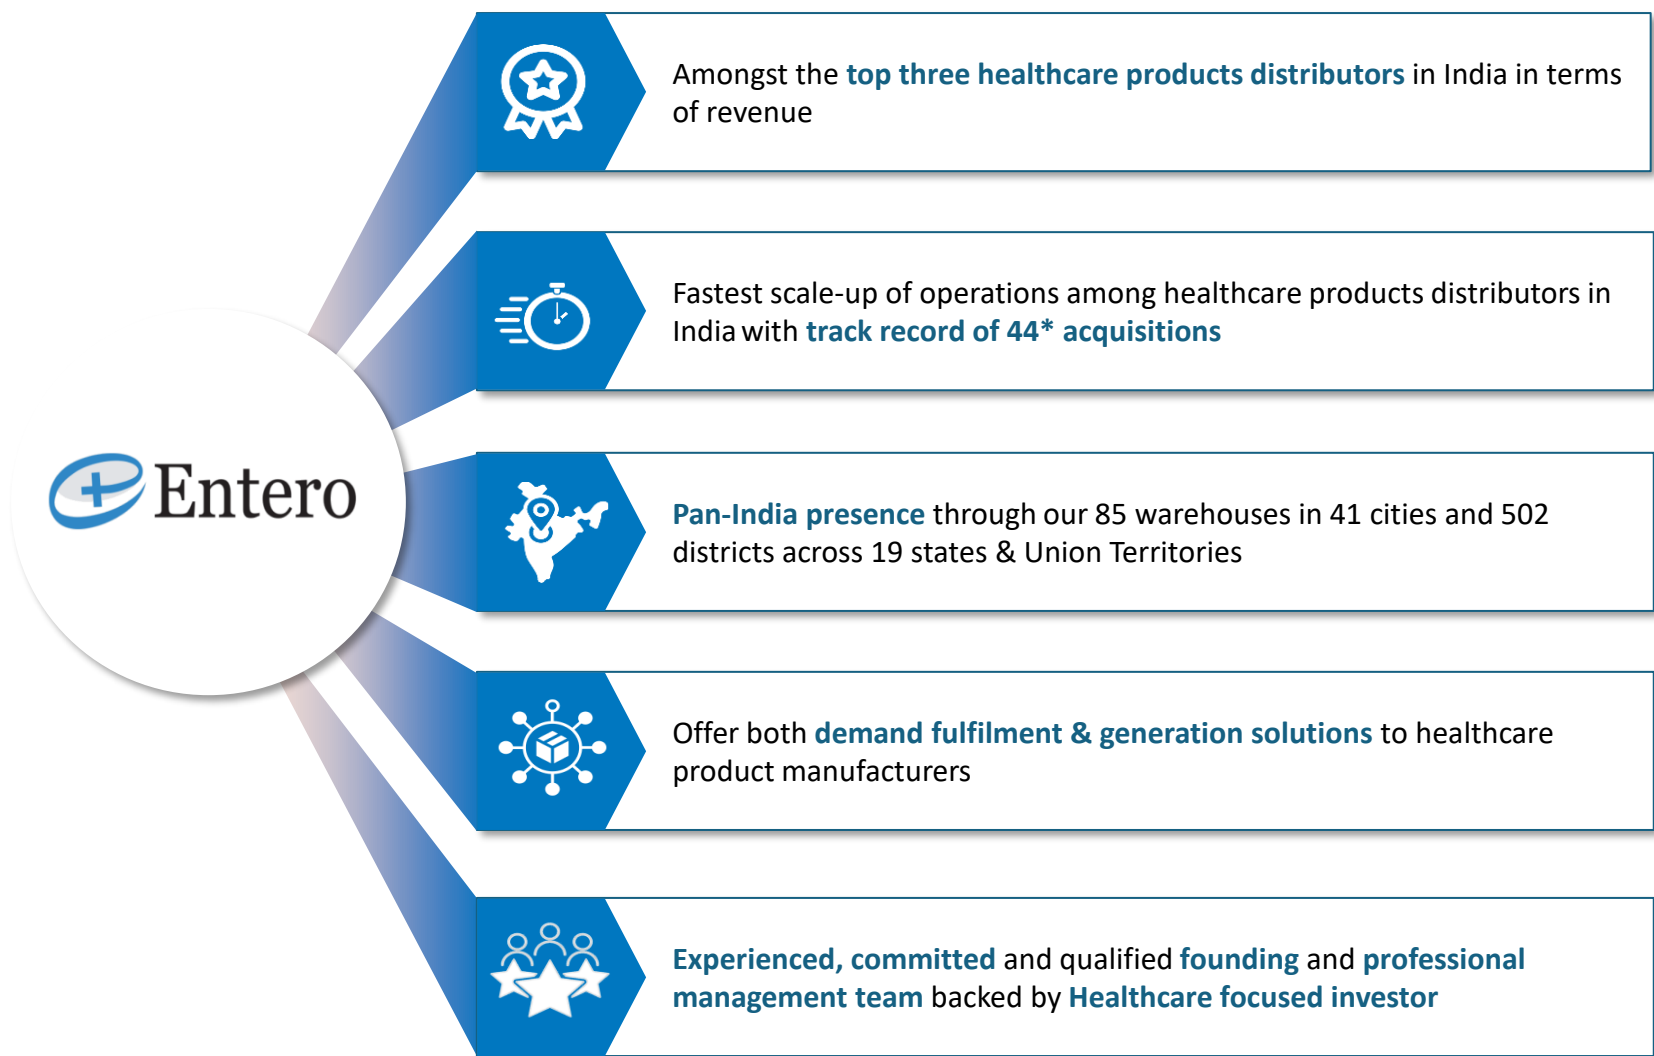 Amongst the top three healthcare products distributors in India in terms
of revenue
Fastest scale-up of operations among healthcare products distributors in
India with track record of 44* acquisitions
Entero
Pan-India presence through our 85 warehouses in 41 cities and 502
districts across 19 states & Union Territories
Offer both demand fulfilment & generation solutions to healthcare
product manufacturers
Experienced, committed and qualified founding and professional
management team backed by Healthcare focused investor